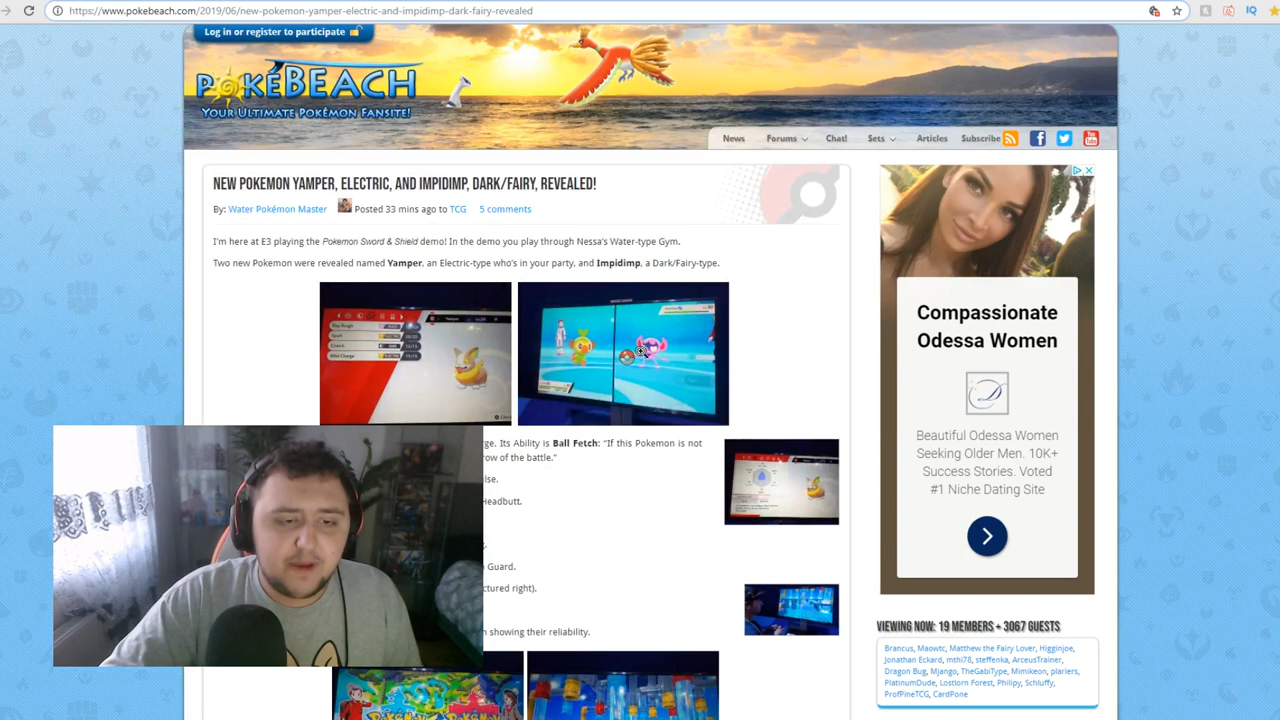 https://www.pokebeach.com/2019/06/new-pokemon-yamper-electric-and-impidimp-dark-fairy-revealed
Log in or register to participate
POKÉBEACH
YOUR ULTIMATE POKÉMON FANSITE!
News Forums Chat! Sets Articles Subscribe
NEW POKEMON YAMPER, ELECTRIC, AND IMPIDIMP, DARK/FAIRY, REVEALED!
By: Water Pokémon Master Posted 33 mins ago to TCG 5 comments
I'm here at E3 playing the Pokemon Sword & Shield demo! In the demo you play through Nessa's Water-type Gym.
Two new Pokemon were revealed named Yamper, an Electric-type who's in your party, and Impidimp, a Dark/Fairy-type.
Play Rough
Spark
Wild Charge
rge. Its Ability is Ball Fetch: "If this Pokemon is not
row of the battle."
lse.
Headbutt.
Guard.
ctured right).
n showing their reliability.
Compassionate
Odessa Women
Beautiful Odessa Women
Seeking Older Men. 10K+
Success Stories. Voted
#1 Niche Dating Site
VIEWING NOW: 19 MEMBERS + 3067 GUESTS
Brancus, Maowtc, Matthew the Fairy Lover, Higginjoe,
Jonathan Eckard, mthi78, steffenka, ArceusTrainer,
Dragon Bug, Mjango, TheGabiType, Mimikeon, plariers,
PlatinumDude, Lostlorn Forest, Philipy, Schluffy,
ProfPineTCG, CardPone